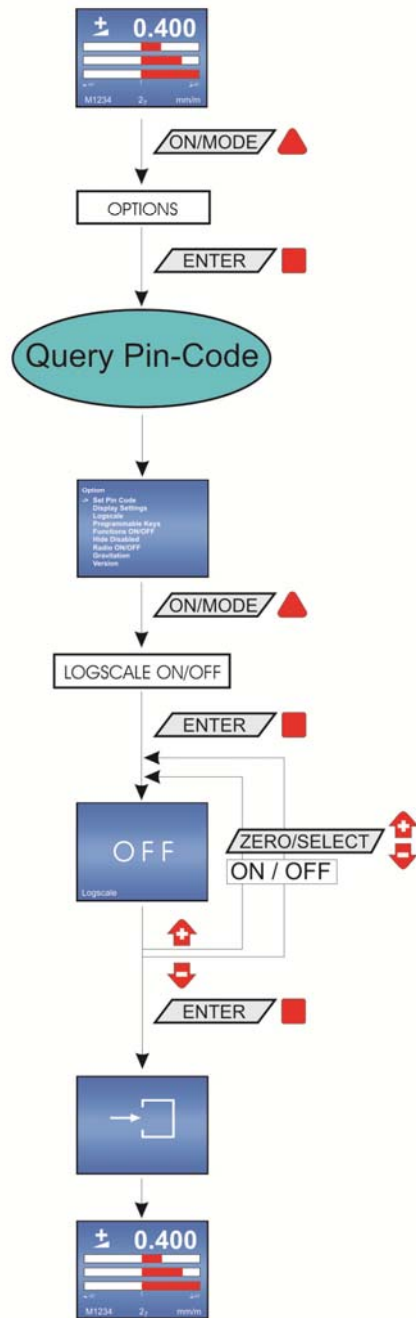 0.400
M1234 2₇ mm/m
ON/MODE
OPTIONS
ENTER
Query Pin-Code
Option
-> Set Pin Code
Display Settings
Logscale
Programmable Keys
Functions ON/OFF
Hide Disabled
Radio ON/OFF
Gravitation
Version
ON/MODE
LOGSCALE ON/OFF
ENTER
OFF
Logscale
ZERO/SELECT
ON / OFF
ENTER
0.400
M1234 2₇ mm/m